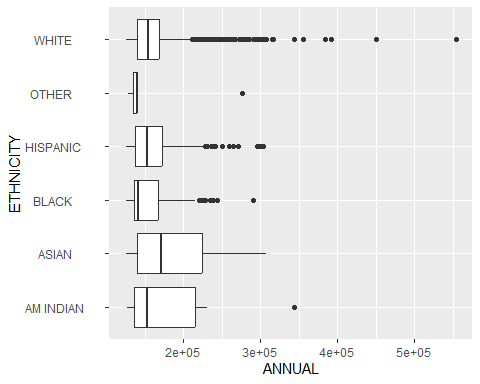 WHITE
OTHER
HISPANIC
BLACK
ASIAN
AM INDIAN
ETHNICITY
2e+05 3e+05 4e+05 5e+05
ANNUAL